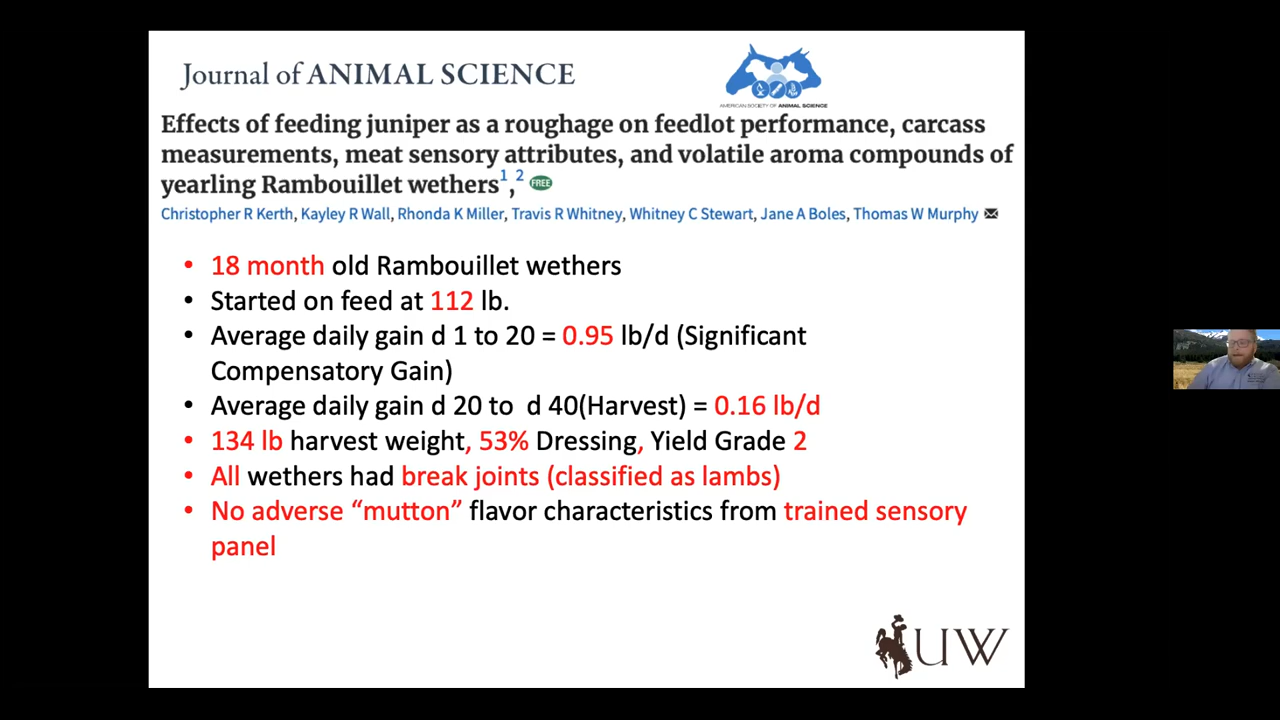 Journal of ANIMAL SCIENCE
AMERICAN SOCIETY OF ANIMAL SCIENCE
Effects of feeding juniper as a roughage on feedlot performance, carcass
measurements, meat sensory attributes, and volatile aroma compounds of
yearling Rambouillet wethers1,2 FREE
Christopher R Kerth, Kayley R Wall, Rhonda K Miller, Travis R Whitney, Whitney C Stewart, Jane A Boles, Thomas W Murphy
• 18 month old Rambouillet wethers
• Started on feed at 112 lb.
• Average daily gain d 1 to 20 = 0.95 lb/d (Significant
Compensatory Gain)
• Average daily gain d 20 to d 40(Harvest) = 0.16 lb/d
• 134 lb harvest weight, 53% Dressing, Yield Grade 2
• All wethers had break joints (classified as lambs)
• No adverse “mutton” flavor characteristics from trained sensory
panel
UW